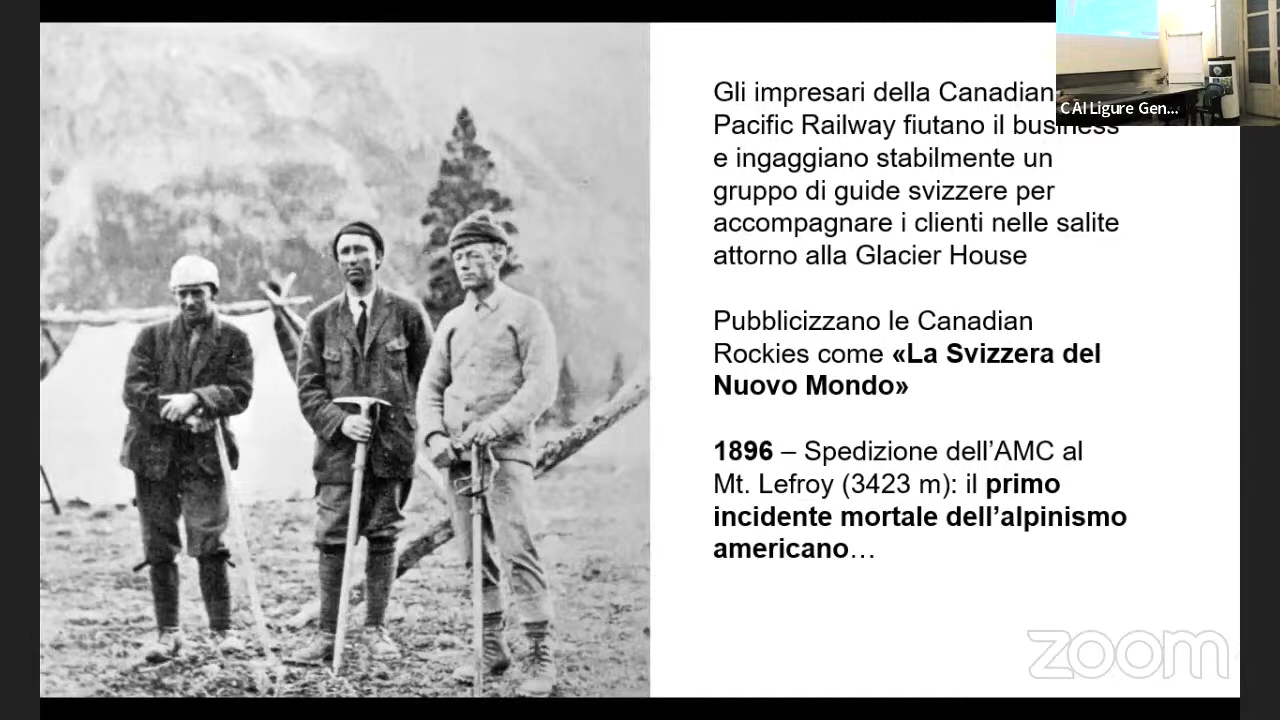 Gli impresari della Canadian
Pacific Railway fiutano il business
e ingaggiano stabilmente un
gruppo di guide svizzere per
accompagnare i clienti nelle salite
attorno alla Glacier House
Pubblicizzano le Canadian
Rockies come «La Svizzera del
Nuovo Mondo»
1896 – Spedizione dell’AMC al
Mt. Lefroy (3423 m): il primo
incidente mortale dell’alpinismo
americano…
CAI Ligure Gen...
zoom